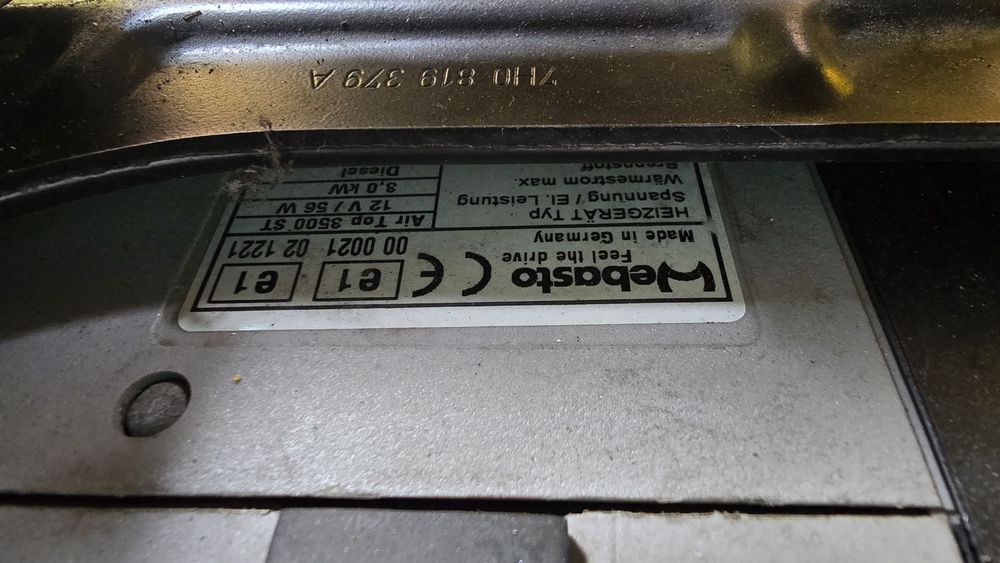 Webasto CE e1 e1
Feel the drive
Made in Germany 00 0021 02 1221
HEIZGERÄT Typ Air Top 3500 ST
Spannung / El. Leistung 12 V / 56 W
Wärmestrom max. 3,0 kW
Brennstoff Diesel
7H0 819 379 A